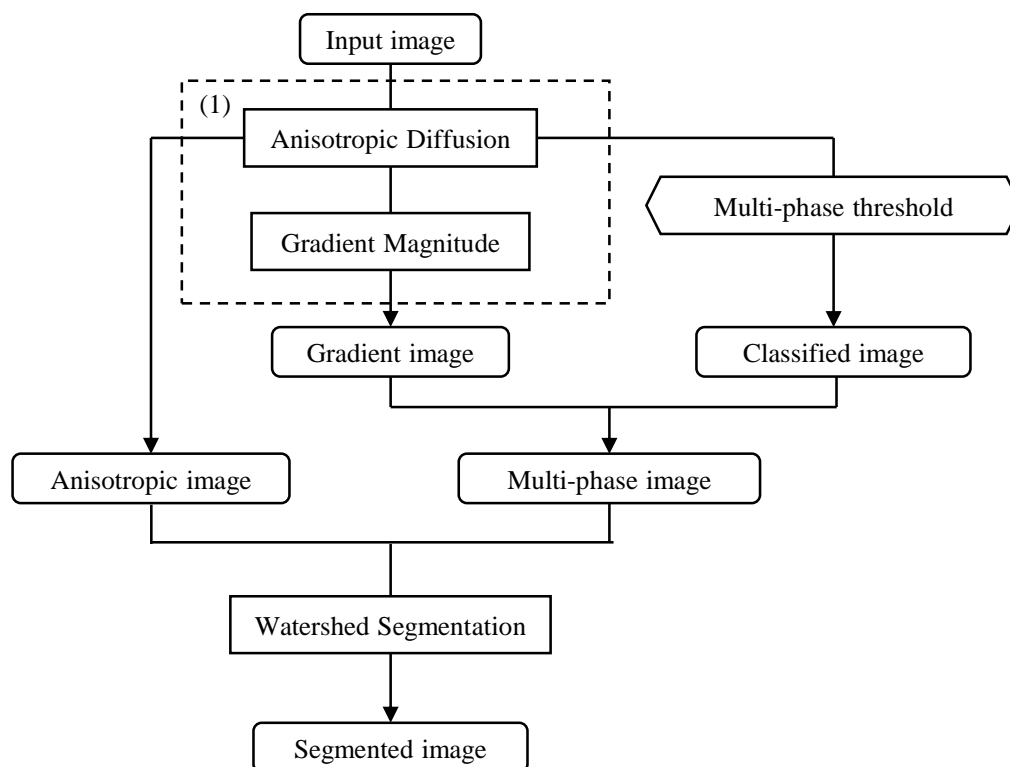 Input image
(1)
Anisotropic Diffusion
Multi-phase threshold
Gradient Magnitude
Gradient image
Classified image
Anisotropic image
Multi-phase image
Watershed Segmentation
Segmented image